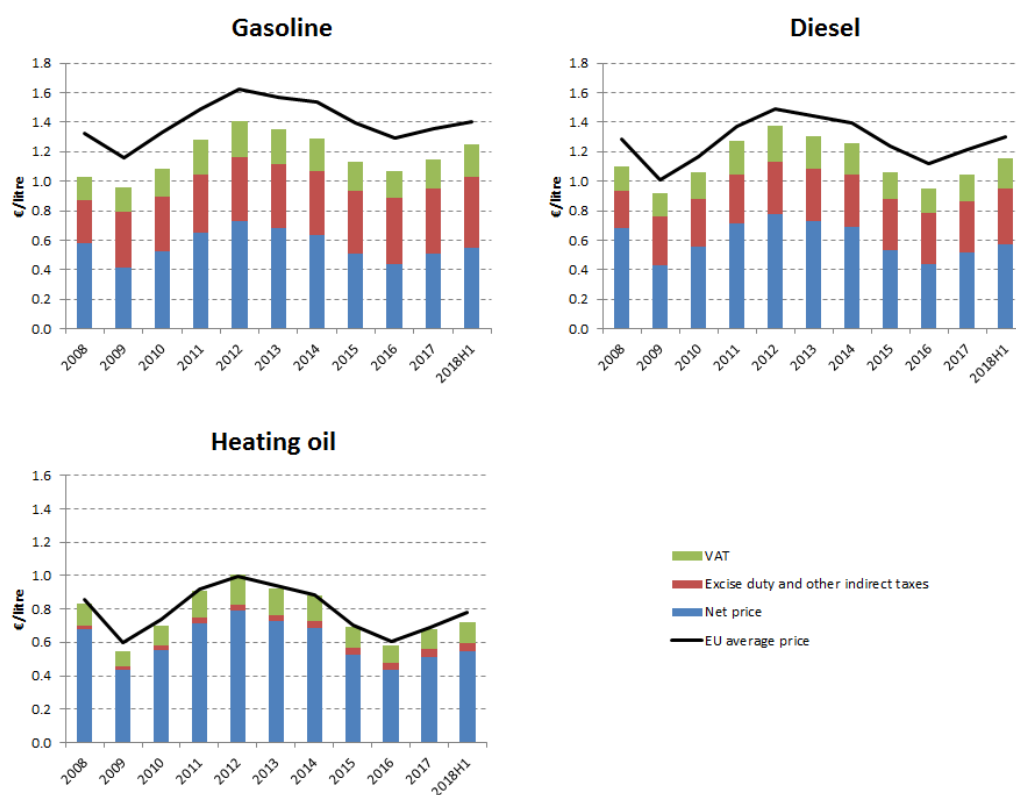 Gasoline
€/litre
1.8
1.6
1.4
1.2
1.0
0.8
0.6
0.4
0.2
0.0
2008 2009 2010 2011 2012 2013 2014 2015 2016 2017 2018H1
Diesel
€/litre
1.8
1.6
1.4
1.2
1.0
0.8
0.6
0.4
0.2
0.0
2008 2009 2010 2011 2012 2013 2014 2015 2016 2017 2018H1
Heating oil
€/litre
1.6
1.4
1.2
1.0
0.8
0.6
0.4
0.2
0.0
2008 2009 2010 2011 2012 2013 2014 2015 2016 2017 2018H1
VAT
Excise duty and other indirect taxes
Net price
EU average price